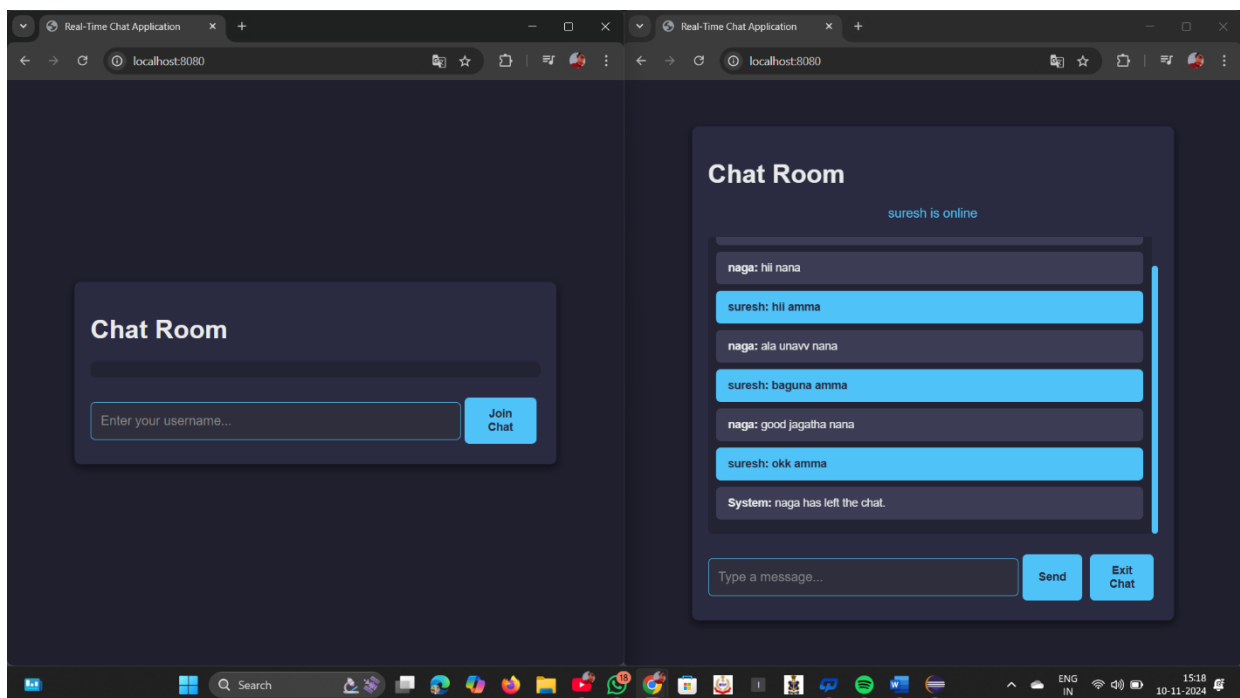 Real-Time Chat Application
localhost:8080
Chat Room
Enter your username...
Join
Chat
Real-Time Chat Application
localhost:8080
Chat Room
suresh is online
naga: hii nana
suresh: hii amma
naga: ala unavv nana
suresh: baguna amma
naga: good jagatha nana
suresh: okk amma
System: naga has left the chat.
Type a message...
Send
Exit
Chat
Search
18
ENG
IN
15:18
10-11-2024